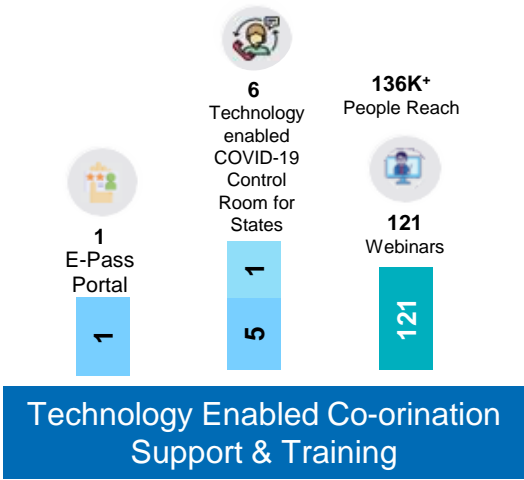 1
E-Pass
Portal
1
6
Technology
enabled
COVID-19
Control
Room for
States
1
5
136K+
People Reach
121
Webinars
121
Technology Enabled Co-orination
Support & Training